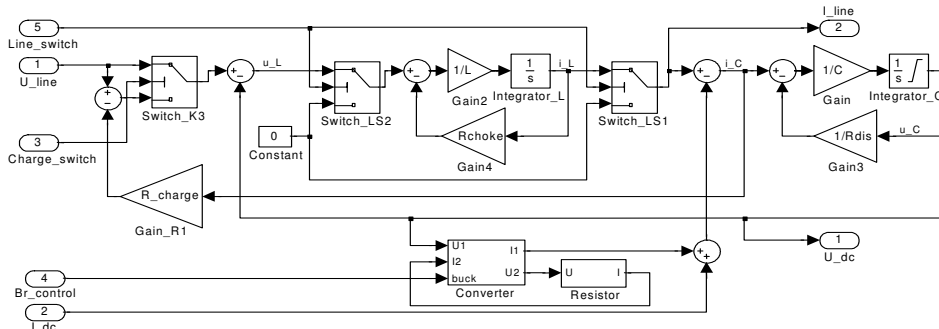 I_line
5
2
Line_switch
1
U_line
u_L
i_L
i_C
1/L
1
s
1/C
1
s
Gain2
Integrator_L
Gain
Integrator_C
Switch_K3
Switch_LS2
Switch_LS1
0
Constant
Rchoke
Gain4
1/Rdis
u_C
Gain3
3
Charge_switch
R_charge
Gain_R1
U1
I2
buck
I1
U2
Converter
U
I
Resistor
1
U_dc
4
Br_control
2
I_dc